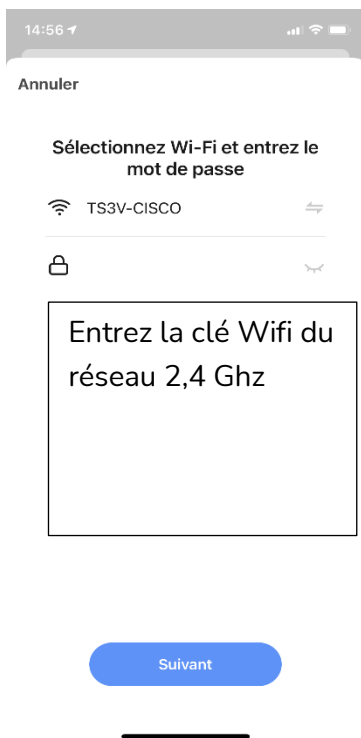 14:56
Annuler
Sélectionnez Wi-Fi et entrez le
mot de passe
TS3V-CISCO
Entrez la clé Wifi du
réseau 2,4 Ghz
Suivant